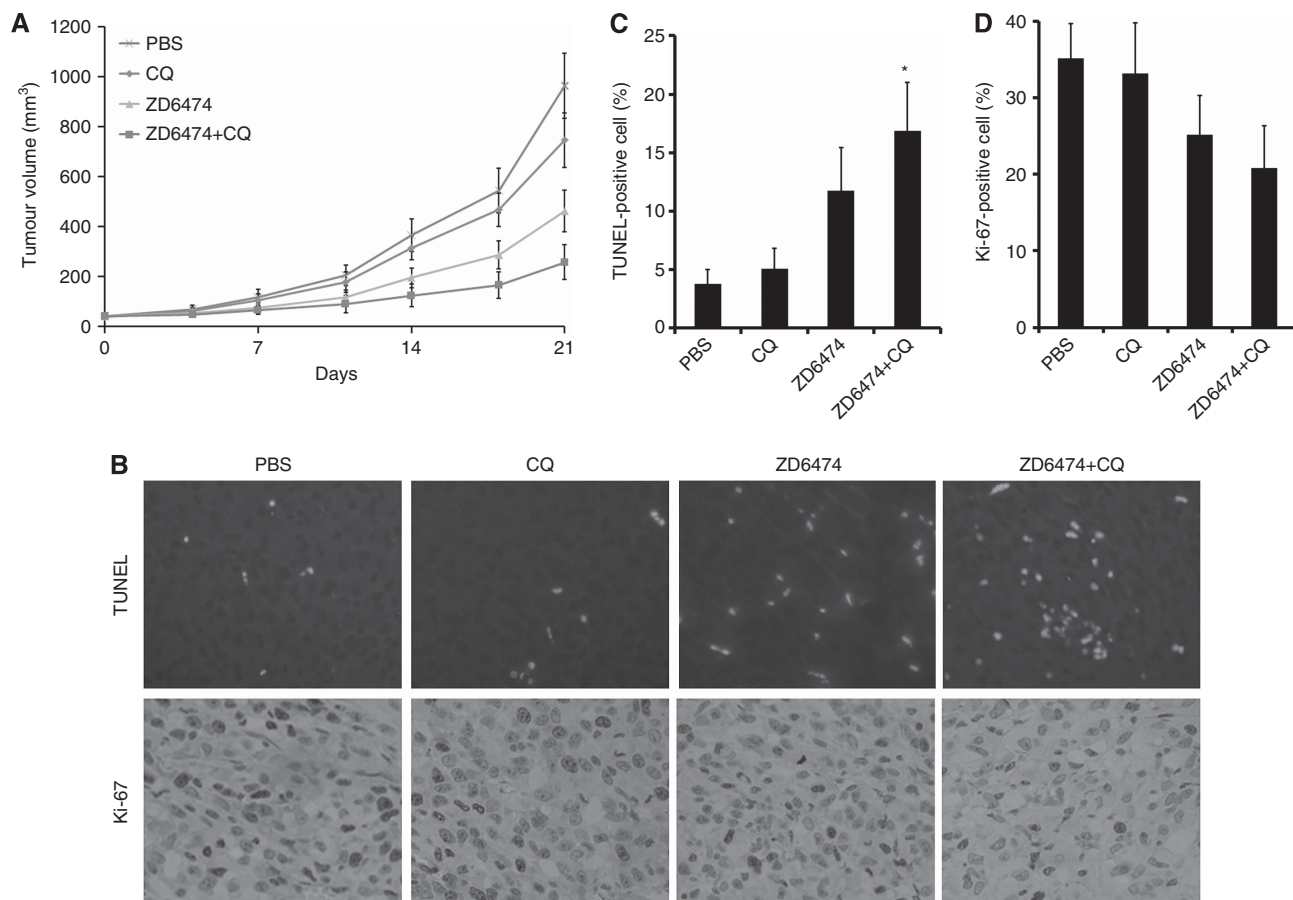 A
Tumour volume (mm³)
1200
1000
800
600
400
200
0
PBS
CQ
ZD6474
ZD6474+CQ
0 7 14 21
Days
C
TUNEL-positive cell (%)
25
20
15
10
5
0
*
PBS
CQ
ZD6474
ZD6474+CQ
D
Ki-67-positive cell (%)
40
30
20
10
0
PBS
CQ
ZD6474
ZD6474+CQ
B
PBS CQ ZD6474 ZD6474+CQ
TUNEL
Ki-67